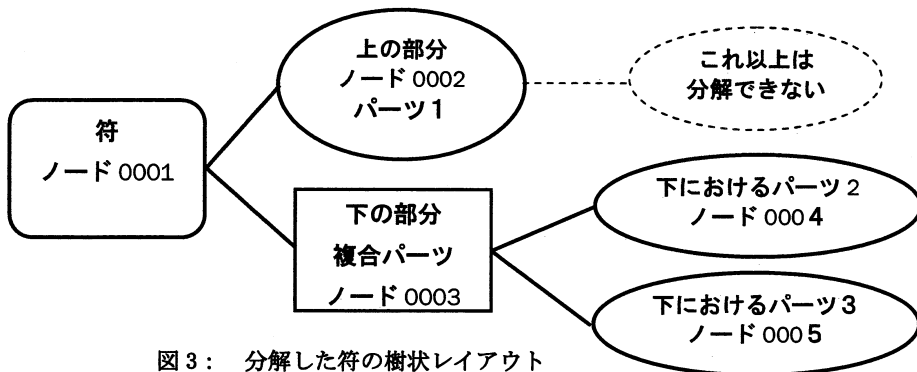 符
ノード 0001
上の部分
ノード 0002
パーツ 1
これ以上は
分解できない
下の部分
複合パーツ
ノード 0003
下におけるパーツ 2
ノード 0004
下におけるパーツ 3
ノード 0005
図 3： 分解した符の樹状レイアウト